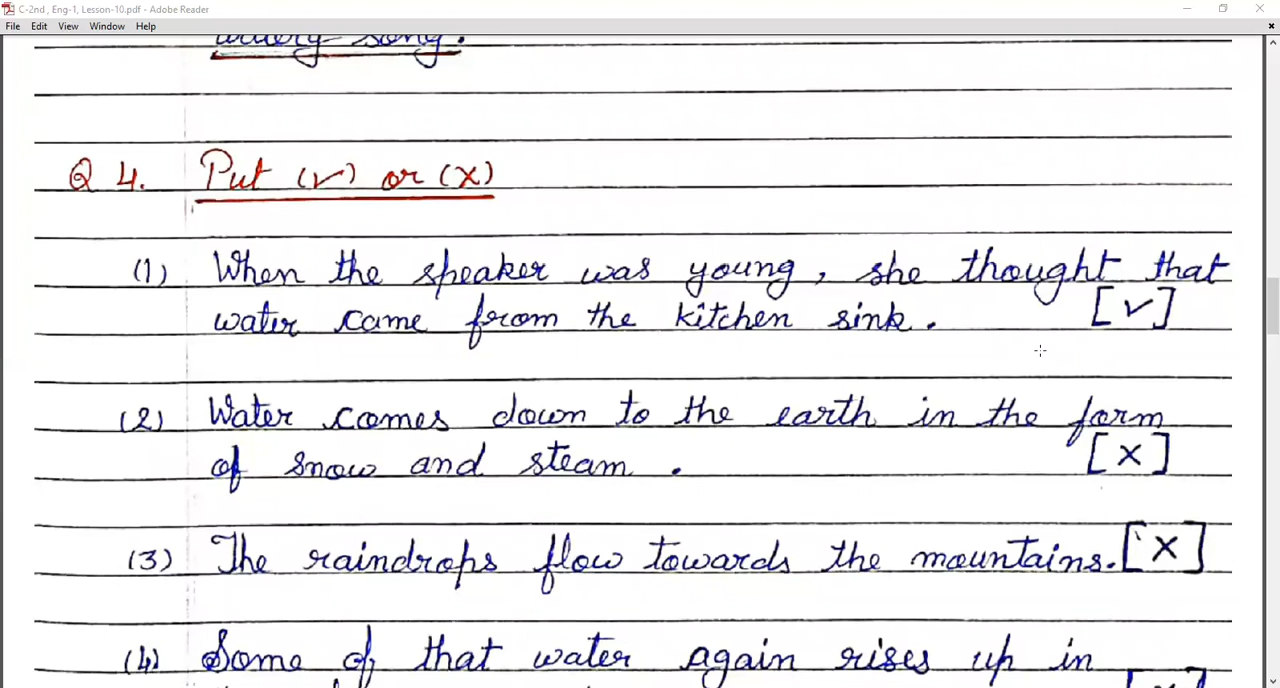 C-2nd , Eng-1, Lesson-10.pdf - Adobe Reader
File Edit View Window Help
watery song.
Q 4. Put (✓) or (X)
(1) When the speaker was young, she thought that
water came from the kitchen sink. [✓]
(2) Water comes down to the earth in the form
of snow and steam. [X]
(3) The raindrops flow towards the mountains. [X]
(4) Some of that water again rises up in